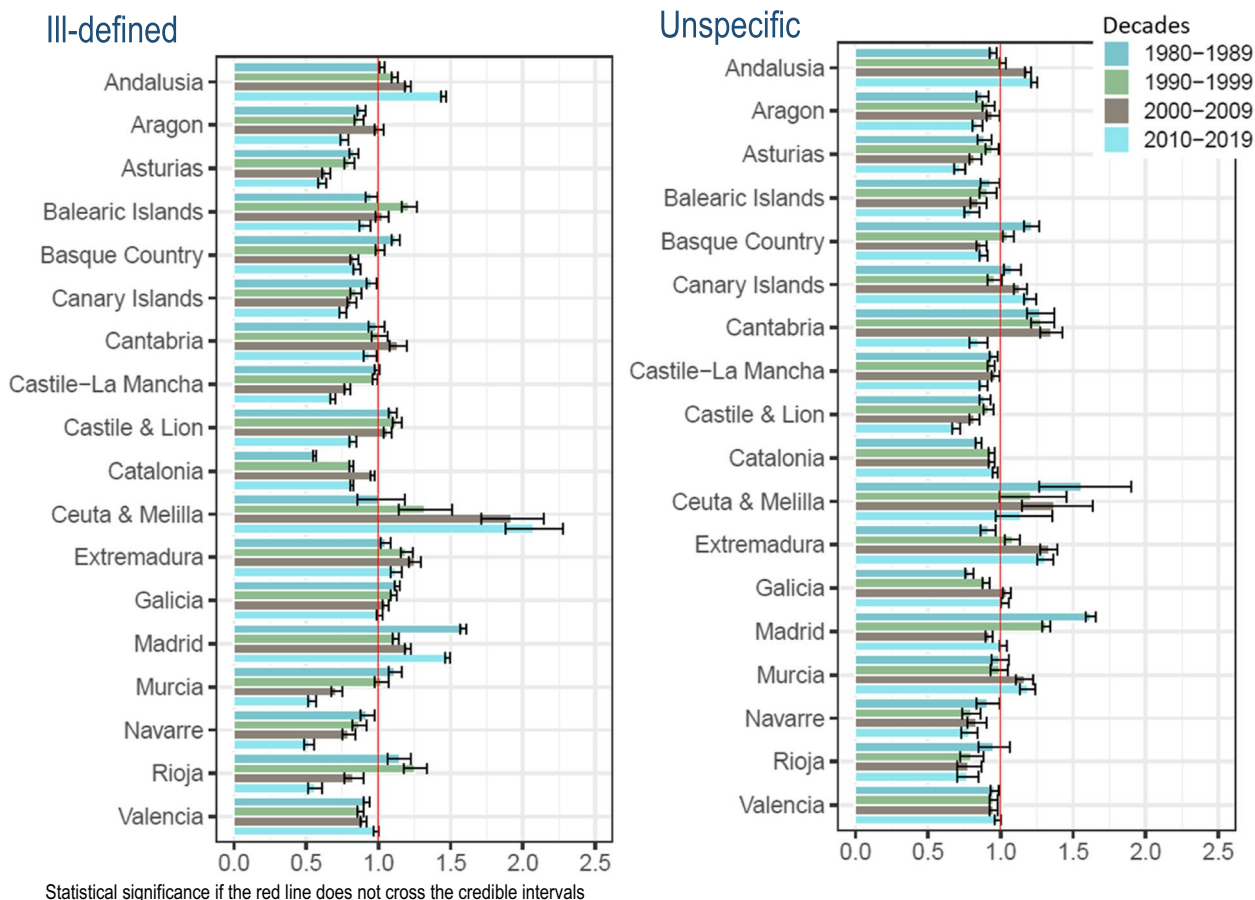 Ill-defined
Andalusia
Aragon
Asturias
Balearic Islands
Basque Country
Canary Islands
Cantabria
Castile−La Mancha
Castile & Lion
Catalonia
Ceuta & Melilla
Extremadura
Galicia
Madrid
Murcia
Navarre
Rioja
Valencia
0.0 0.5 1.0 1.5 2.0 2.5
Statistical significance if the red line does not cross the credible intervals
Unspecific
Decades
1980−1989
1990−1999
2000−2009
2010−2019
Andalusia
Aragon
Asturias
Balearic Islands
Basque Country
Canary Islands
Cantabria
Castile−La Mancha
Castile & Lion
Catalonia
Ceuta & Melilla
Extremadura
Galicia
Madrid
Murcia
Navarre
Rioja
Valencia
0.0 0.5 1.0 1.5 2.0 2.5